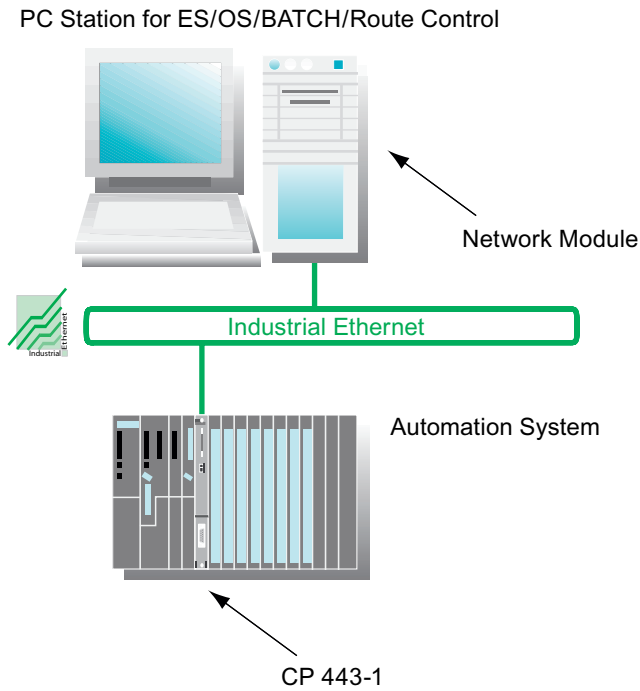 PC Station for ES/OS/BATCH/Route Control
Network Module
Industrial Ethernet
Industrial
Ethernet
Automation System
CP 443-1